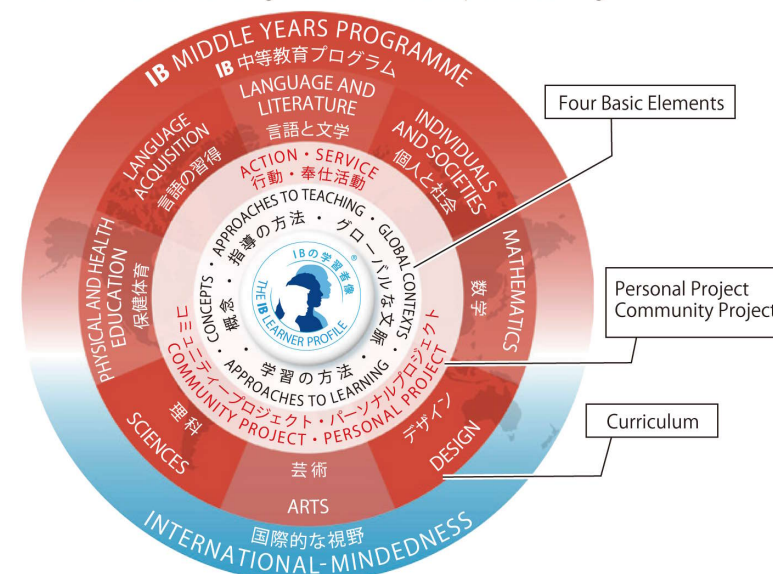 IB MIDDLE YEARS PROGRAMME
IB 中等教育プログラム
LANGUAGE AND
LITERATURE
言語と文学
INDIVIDUALS
AND SOCIETIES
個人と社会
MATHEMATICS
数学
デザイン
DESIGN
芸術
ARTS
理科
SCIENCES
PHYSICAL AND HEALTH
EDUCATION
保健体育
LANGUAGE
ACQUISITION
言語の習得
ACTION・SERVICE
行動・奉仕活動
コミュニティープロジェクト・パーソナルプロジェクト
COMMUNITY PROJECT・PERSONAL PROJECT
CONCEPTS・APPROACHES TO TEACHING・GLOBAL CONTEXTS・
APPROACHES TO LEARNING・
概念・指導の方法・グローバルな文脈・
学習の方法・
IBの学習者像
®
THE IB LEARNER PROFILE
国際的な視野
INTERNATIONAL-MINDEDNESS
Four Basic Elements
Personal Project
Community Project
Curriculum